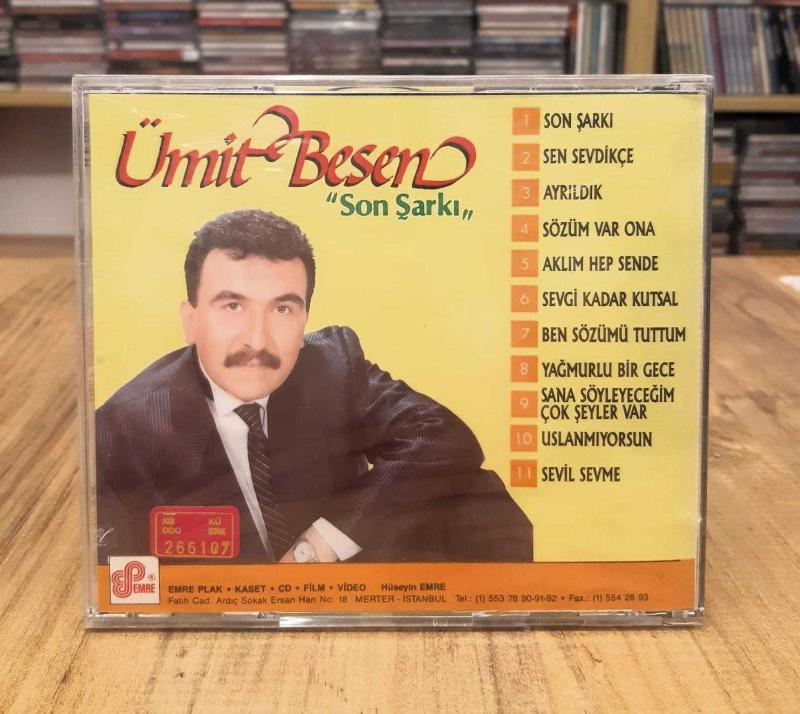 Ümit Besen
"Son Şarkı„
1 SON ŞARKI
2 SEN SEVDİKÇE
3 AYRILDIK
4 SÖZÜM VAR ONA
5 AKLIM HEP SENDE
6 SEVGİ KADAR KUTSAL
7 BEN SÖZÜMÜ TUTTUM
8 YAĞMURLU BİR GECE
9 SANA SÖYLEYECEĞİM
ÇOK ŞEYLER VAR
10 USLANMIYORSUN
11 SEVİL SEVME
KB KÜ
DDO ERE
266107
EMRE
EMRE PLAK • KASET • CD • FİLM • VİDEO Hüseyin EMRE
Fatih Cad. Ardıç Sokak Ersan Han No: 18 MERTER - İSTANBUL Tel.: (1) 553 76 90-91-92 • Fax.: (1) 554 28 93